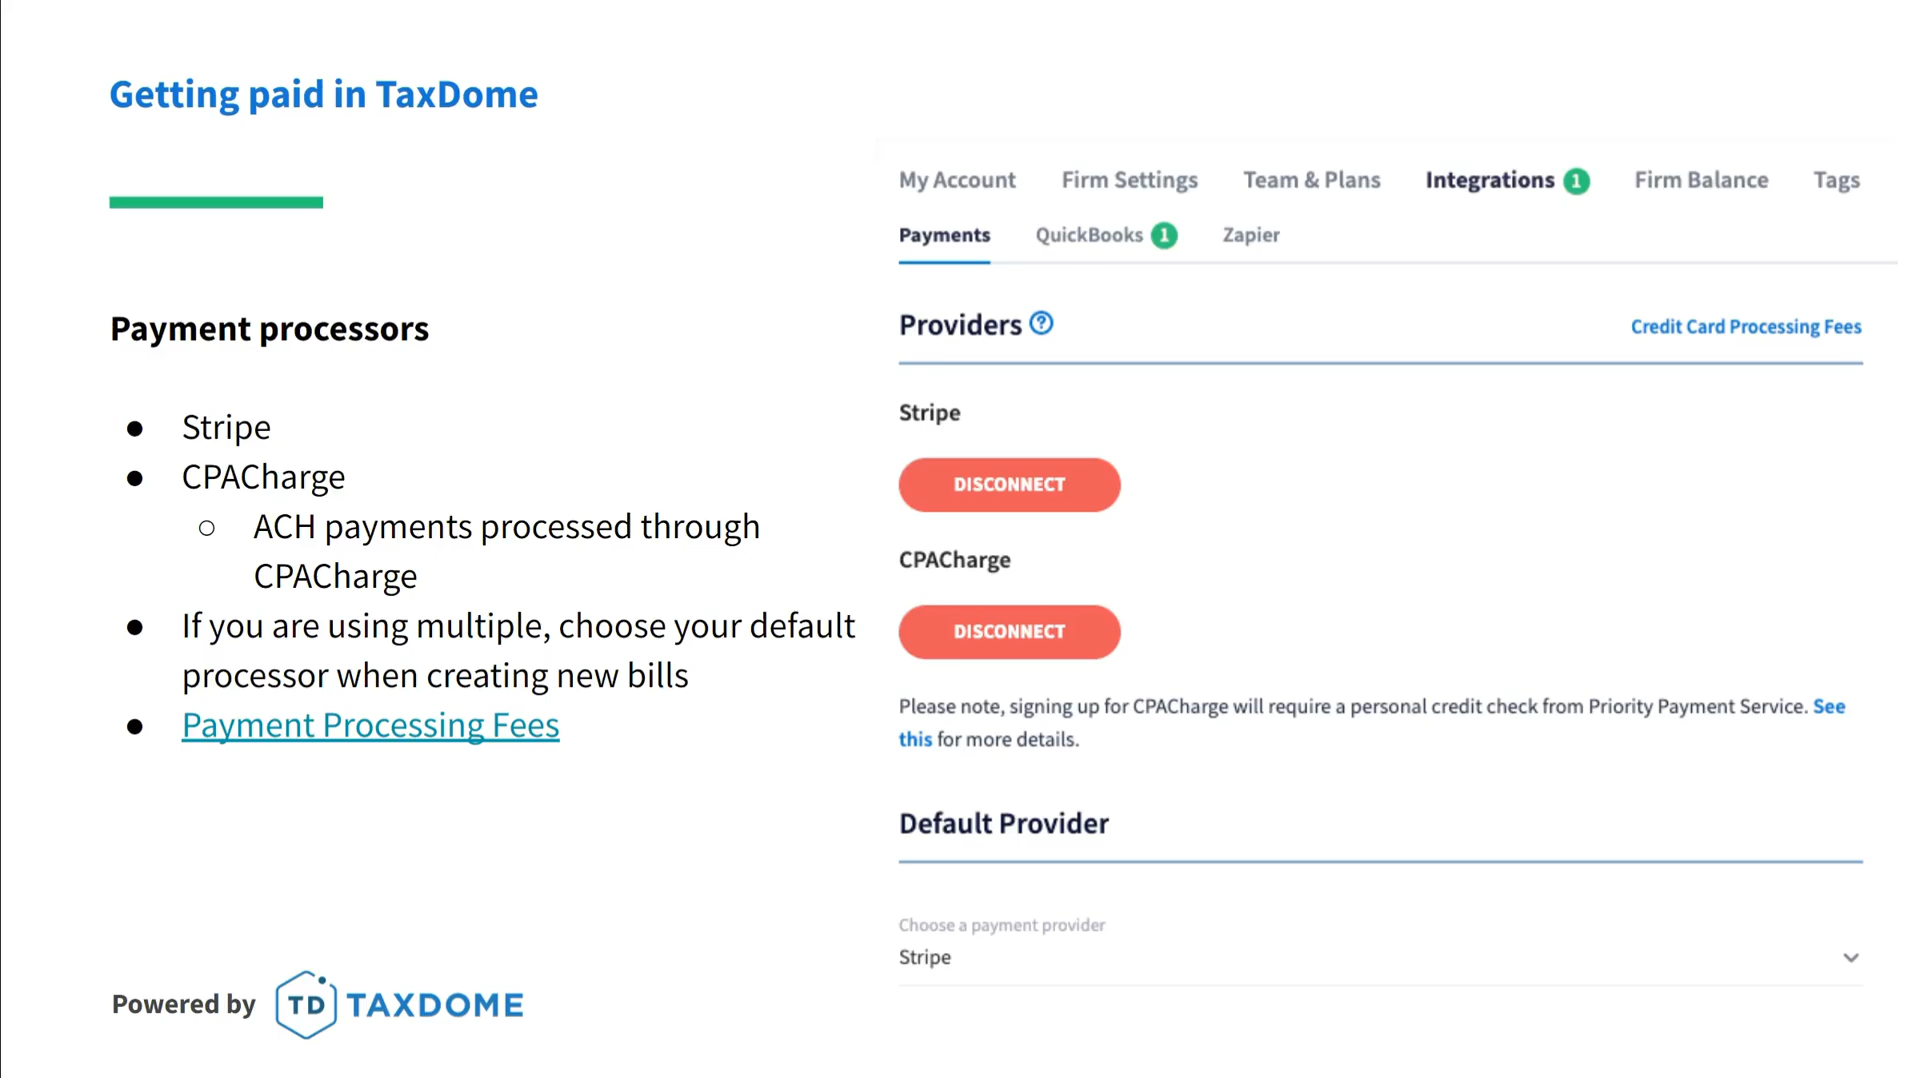 Getting paid in TaxDome
Payment processors
● Stripe
● CPACharge
○ ACH payments processed through
CPACharge
● If you are using multiple, choose your default
processor when creating new bills
● Payment Processing Fees
Powered by TD TAXDOME
My Account Firm Settings Team & Plans Integrations 1 Firm Balance Tags
Payments QuickBooks 1 Zapier
Providers ? Credit Card Processing Fees
Stripe
DISCONNECT
CPACharge
DISCONNECT
Please note, signing up for CPACharge will require a personal credit check from Priority Payment Service. See
this for more details.
Default Provider
Choose a payment provider
Stripe